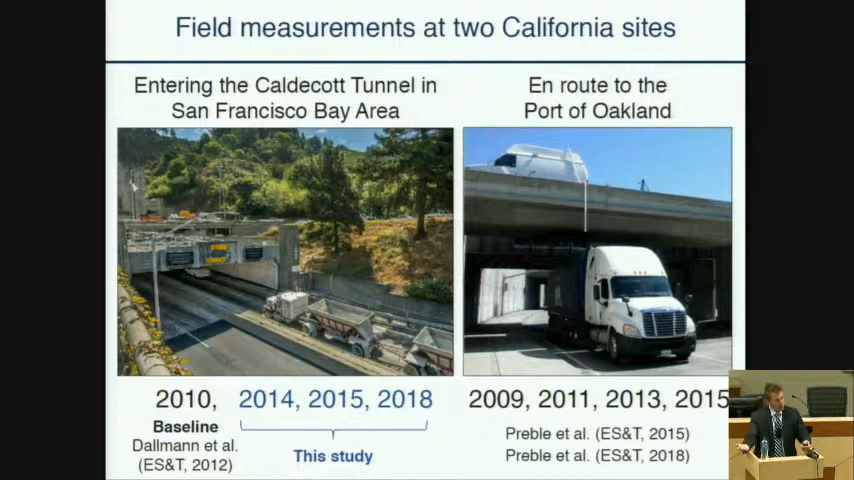 Field measurements at two California sites
Entering the Caldecott Tunnel in
San Francisco Bay Area
En route to the
Port of Oakland
2010, 2014, 2015, 2018
Baseline
Dallmann et al.
(ES&T, 2012)
This study
2009, 2011, 2013, 2015
Preble et al. (ES&T, 2015)
Preble et al. (ES&T, 2018)